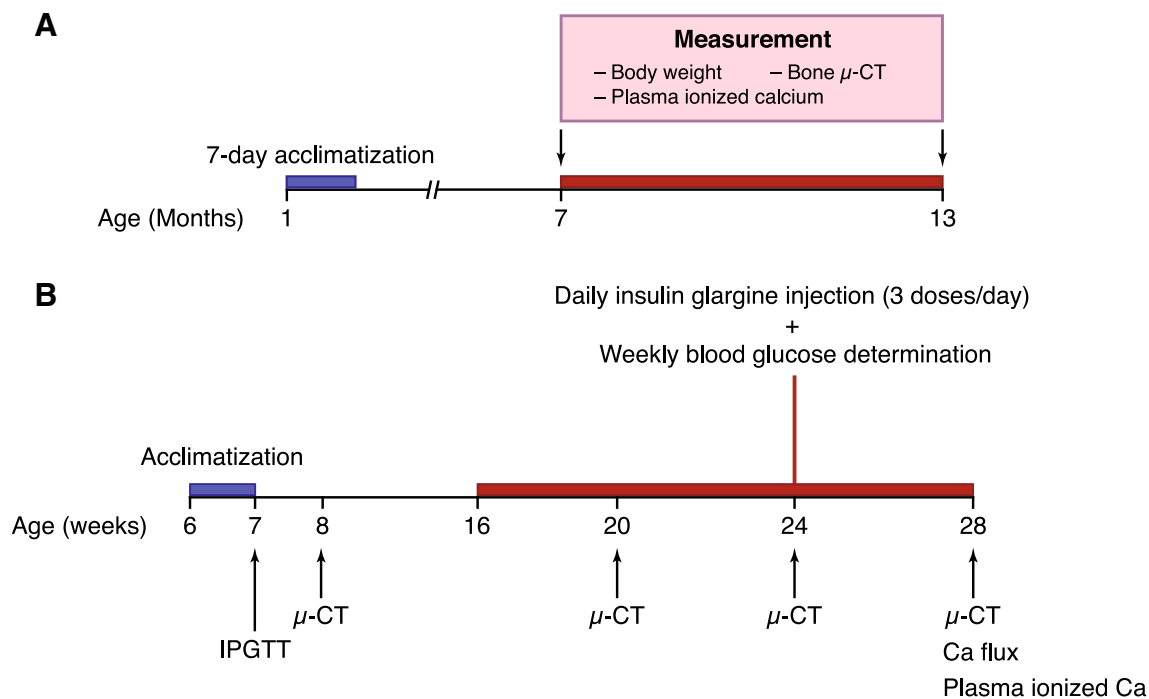 A
Measurement
– Body weight – Bone µ-CT
– Plasma ionized calcium
7-day acclimatization
Age (Months) 1 7 13
B
Daily insulin glargine injection (3 doses/day)
+
Weekly blood glucose determination
Acclimatization
Age (weeks) 6 7 8 16 20 24 28
µ-CT µ-CT µ-CT µ-CT
IPGTT Ca flux
Plasma ionized Ca